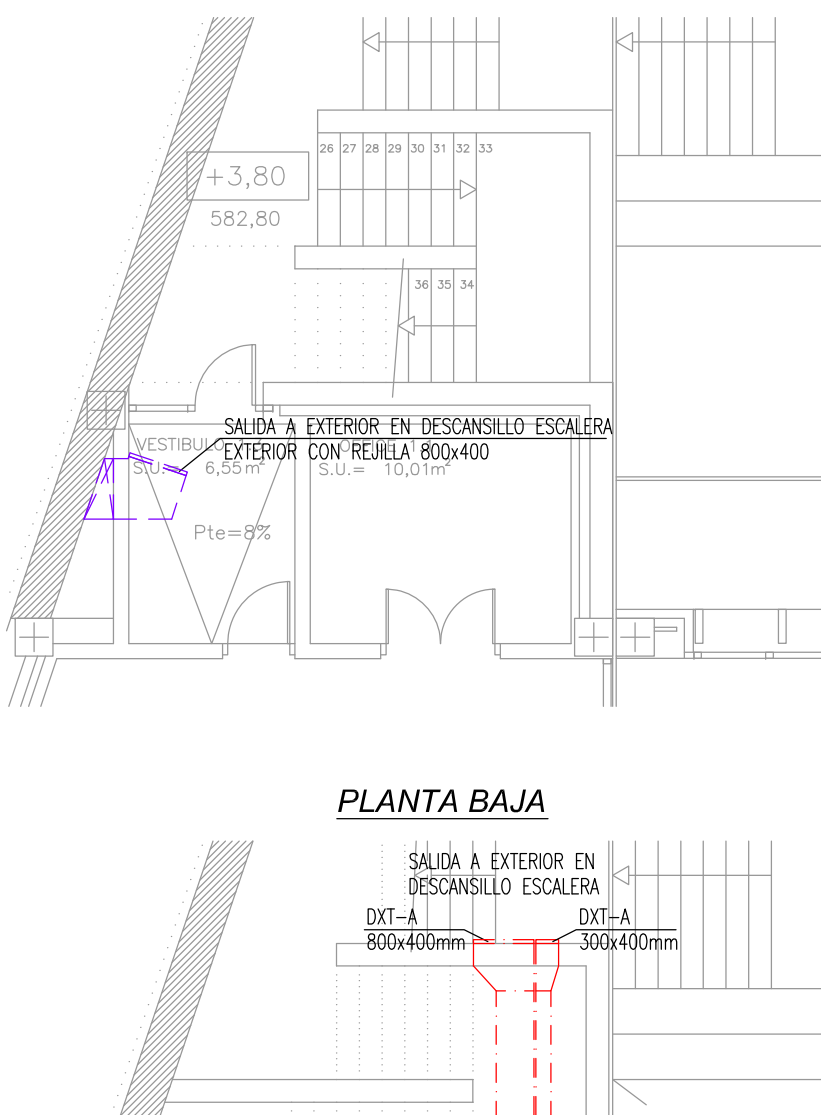 26 27 28 29 30 31 32 33
+3,80
582,80
36 35 34
SALIDA A EXTERIOR EN DESCANSILLO ESCALERA
EXTERIOR CON REJILLA 800x400
VESTIBULO
S.U.= 6,55m²
OFFICE
S.U.= 10,01m²
Pte=8%
PLANTA BAJA
SALIDA A EXTERIOR EN
DESCANSILLO ESCALERA
DXT-A
800x400mm
DXT-A
300x400mm